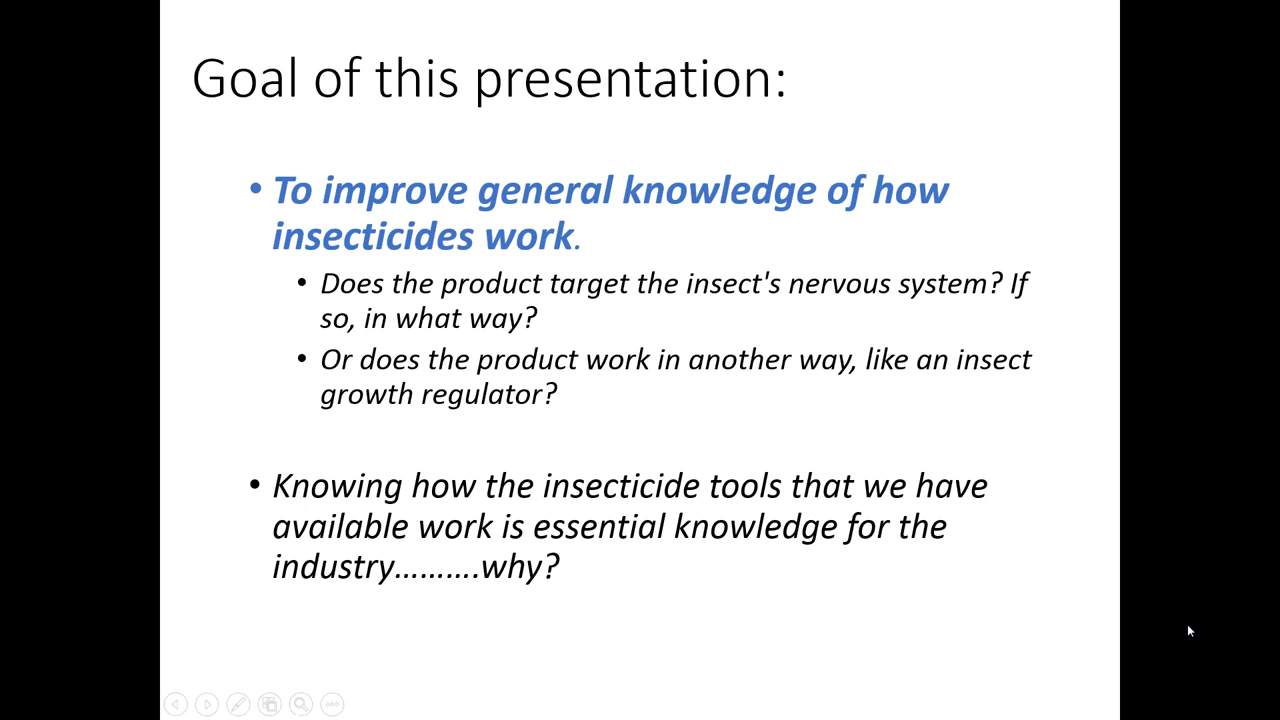 Goal of this presentation:
• To improve general knowledge of how
insecticides work.
• Does the product target the insect's nervous system? If
so, in what way?
• Or does the product work in another way, like an insect
growth regulator?
• Knowing how the insecticide tools that we have
available work is essential knowledge for the
industry……….why?